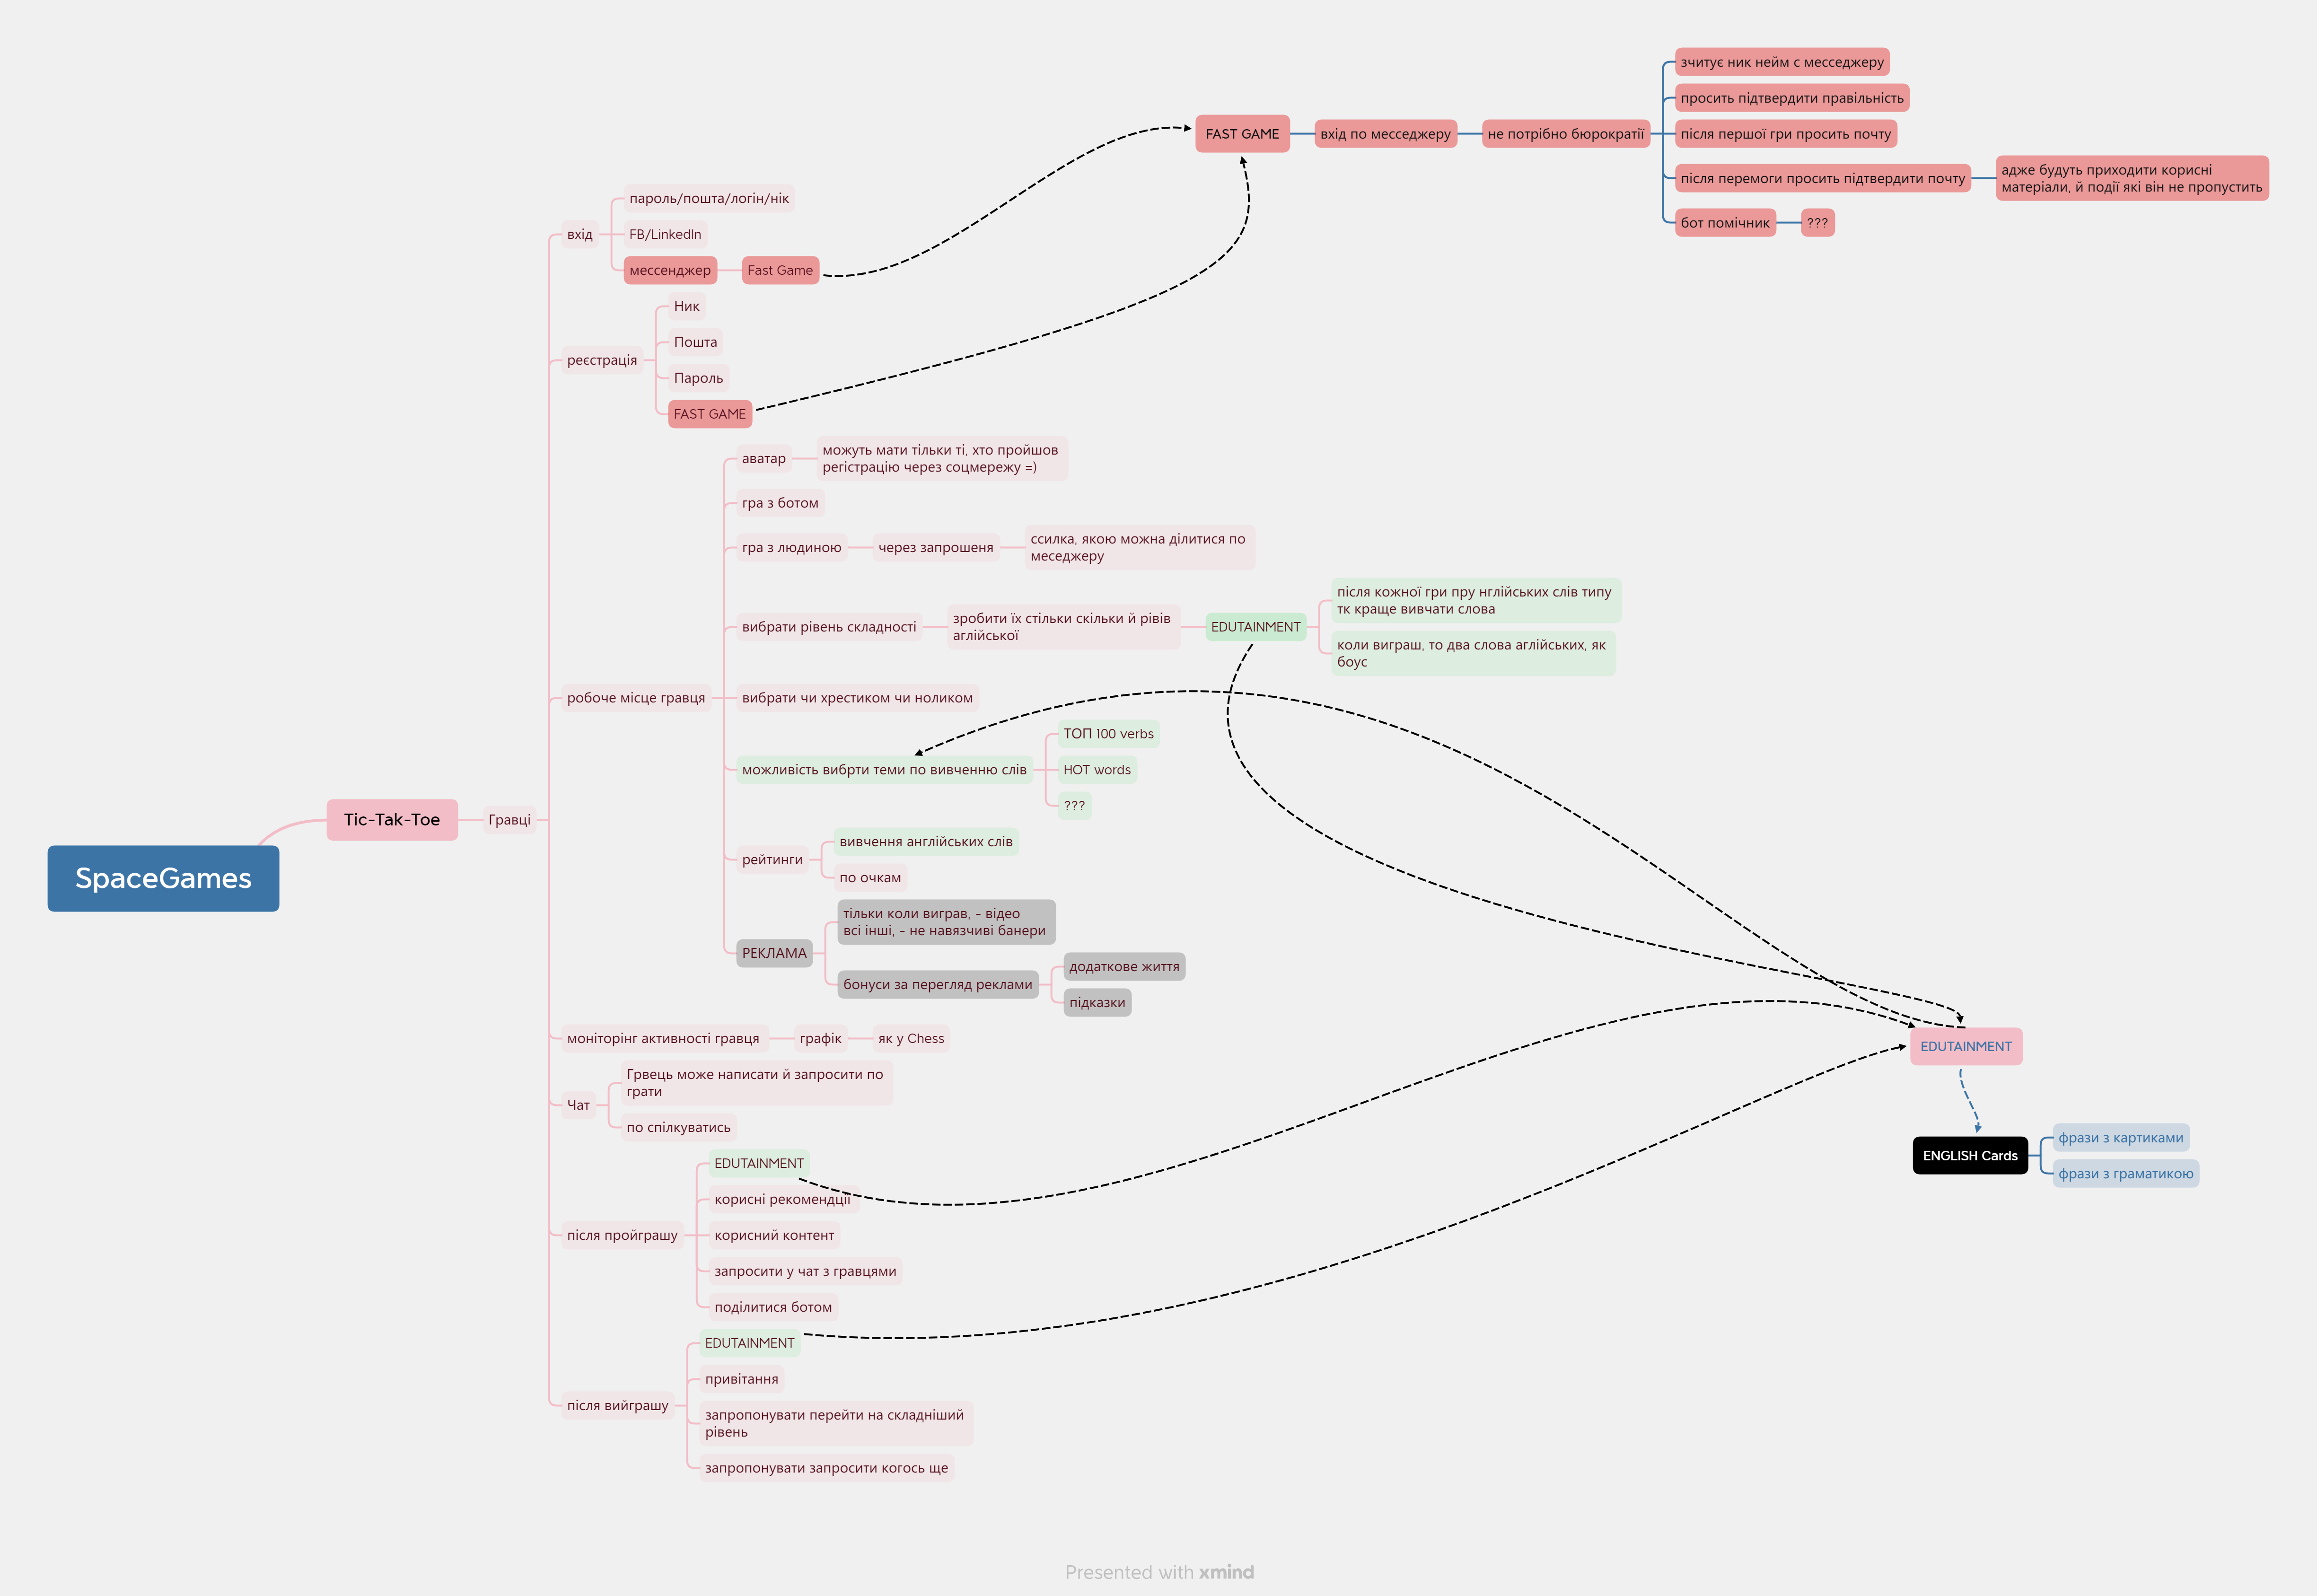 SpaceGames
Tic-Tak-Toe
Гравці
вхід
пароль/пошта/логін/нік
FB/LinkedIn
мессенджер
Fast Game
реєстрація
Ник
Пошта
Пароль
FAST GAME
робоче місце гравця
аватар
можуть мати тільки ті, хто пройшов
регістрацію через соцмережу =)
гра з ботом
гра з людиною
через запрошеня
ссилка, якою можна ділитися по
меседжеру
вибрати рівень складності
зробити їх стільки скільки й рівів
аглійської
EDUTAINMENT
після кожної гри пру нглійських слів типу
тк краще вивчати слова
коли виграш, то два слова аглійських, як
боус
вибрати чи хрестиком чи ноликом
можливість вибрти теми по вивченню слів
ТОП 100 verbs
HOT words
???
рейтинги
вивчення англійських слів
по очкам
РЕКЛАМА
тільки коли виграв, - відео
всі інші, - не навязчиві банери
бонуси за перегляд реклами
додаткове життя
підказки
моніторінг активності гравця
графік
як у Chess
Чат
Грвець може написати й запросити по
грати
по спілкуватись
після пройграшу
EDUTAINMENT
корисні рекомендції
корисний контент
запросити у чат з гравцями
поділитися ботом
після вийграшу
EDUTAINMENT
привітання
запропонувати перейти на складніший
рівень
запропонувати запросити когось ще
FAST GAME
вхід по месседжеру
не потрібно бюрократії
зчитує ник нейм с месседжеру
просить підтвердити правільність
після першої гри просить почту
після перемоги просить підтвердити почту
адже будуть приходити корисні
матеріали, й події які він не пропустить
бот помічник
???
EDUTAINMENT
ENGLISH Cards
фрази з картиками
фрази з граматикою
Presented with xmind